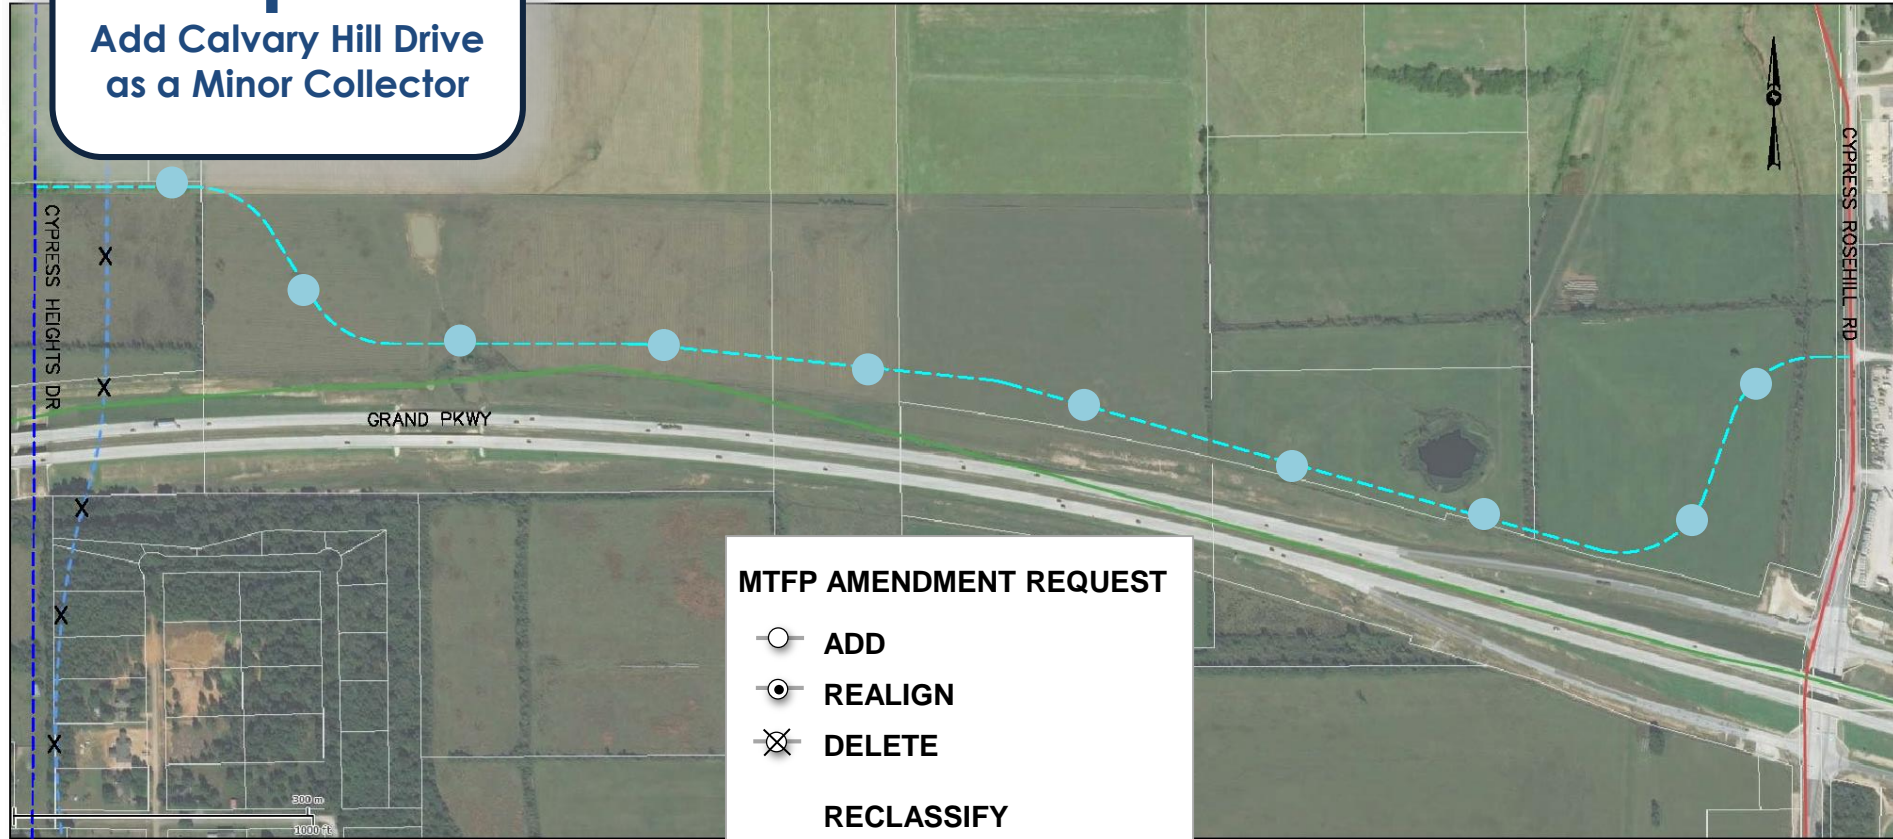 Add Calvary Hill Drive
as a Minor Collector
CYPRESS HEIGHTS DR
GRAND PKWY
CYPRESS ROSEHILL RD
MTFP AMENDMENT REQUEST
ADD
REALIGN
DELETE
RECLASSIFY
X
X
X
X
X
300 m
1000 ft